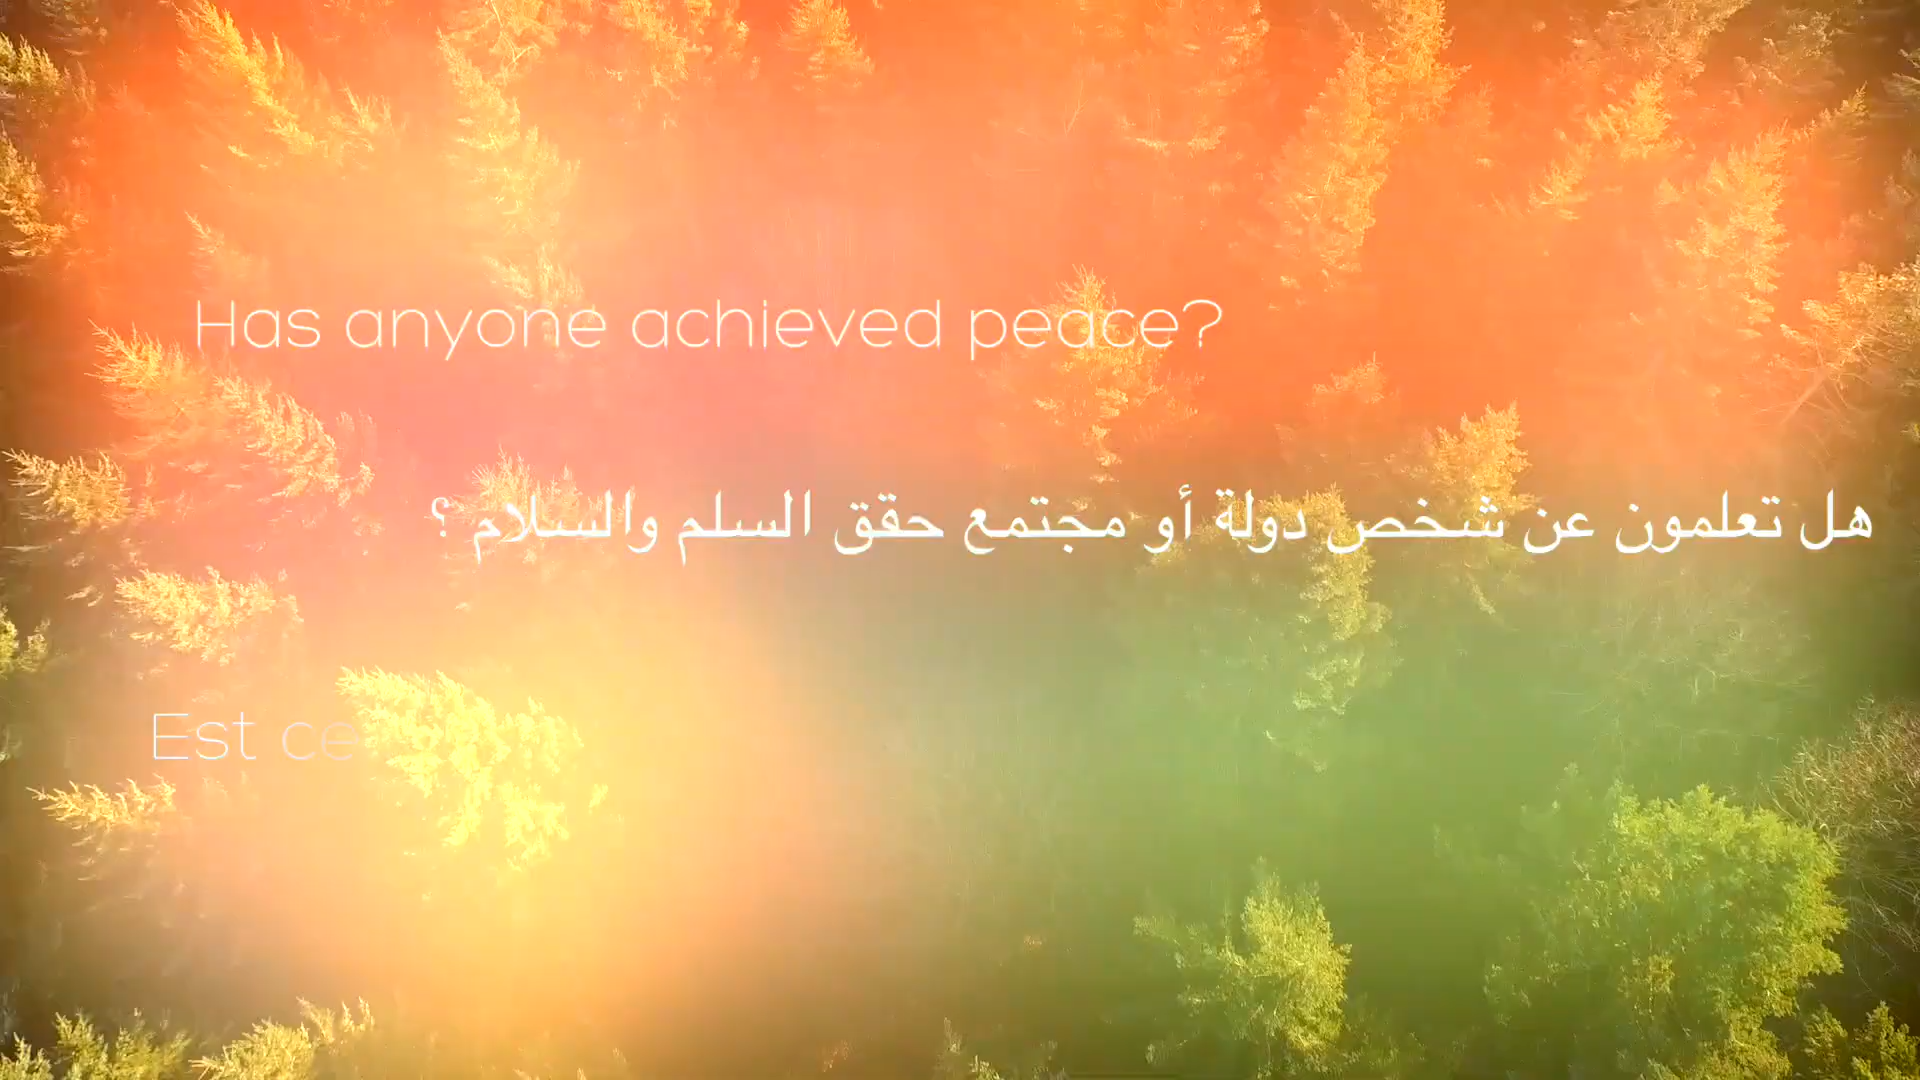 Has anyone achieved peace?
هل تعلمون عن شخص دولة أو مجتمع حقق السلم والسلام ؟
Est ce